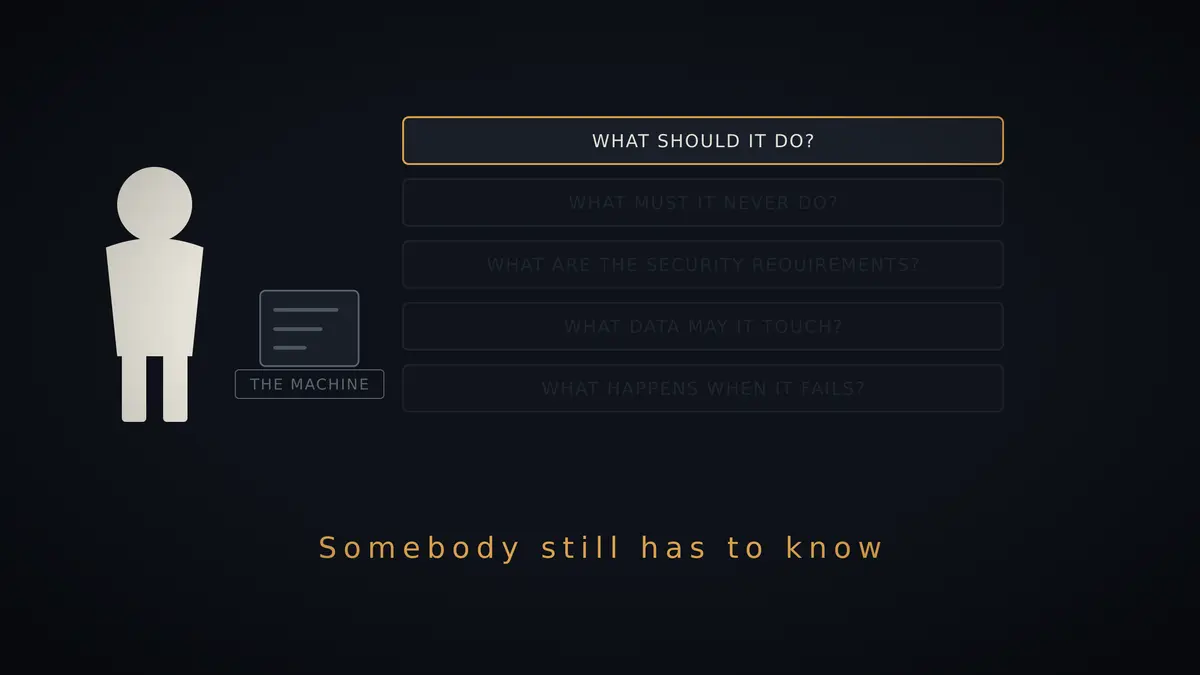 WHAT SHOULD IT DO?
WHAT MUST IT NEVER DO?
WHAT ARE THE SECURITY REQUIREMENTS?
WHAT DATA MAY IT TOUCH?
WHAT HAPPENS WHEN IT FAILS?
THE MACHINE
Somebody still has to know